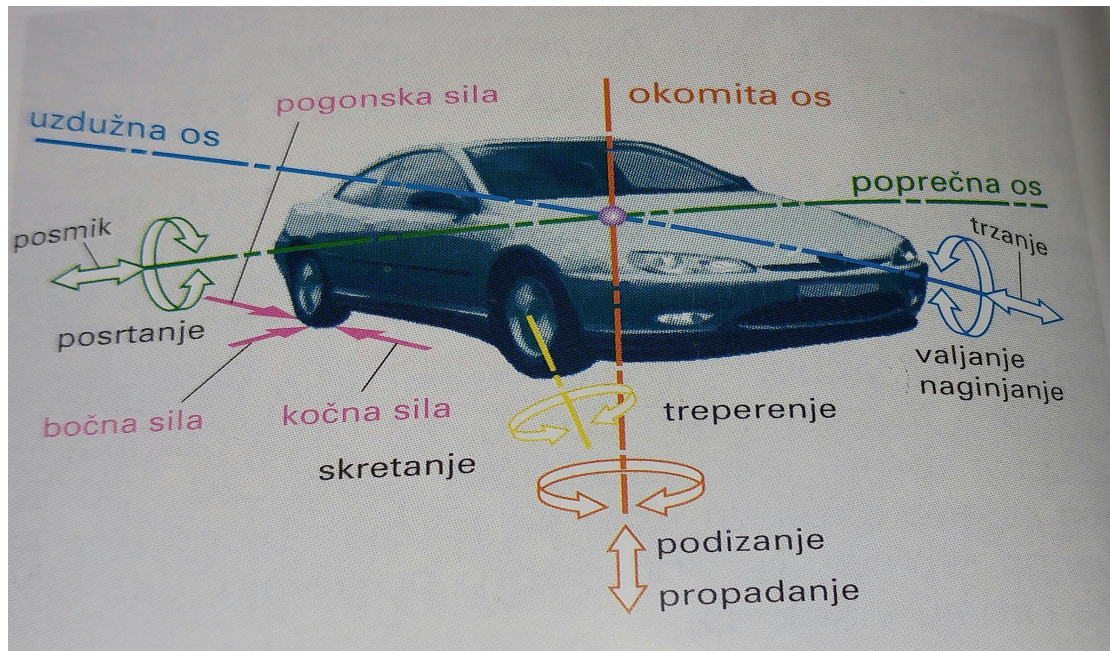 pogonska sila
okomita os
uzdužna os
poprečna os
posmik
trzanje
posrtanje
valjanje
naginjanje
bočna sila
kočna sila
treperenje
skretanje
podizanje
propadanje